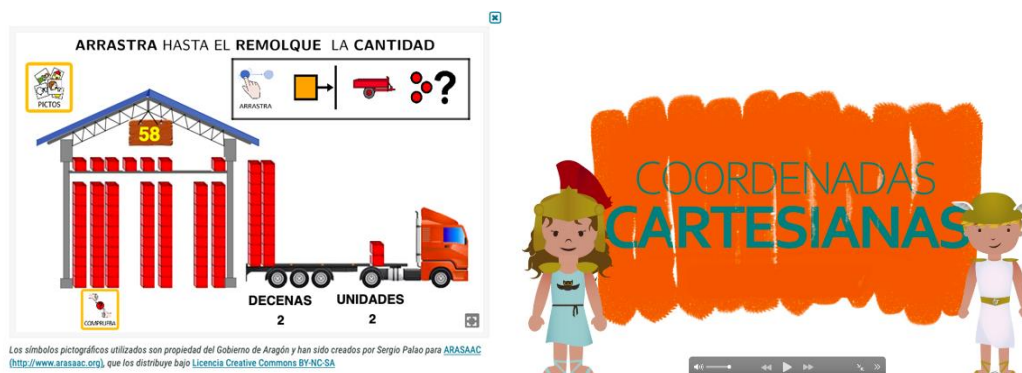 ARRASTRA HASTA EL REMOLQUE LA CANTIDAD
PICTOS
ARRASTRA
?
58
DECENAS UNIDADES
2 2
COMPRUEBA
Los símbolos pictográficos utilizados son propiedad del Gobierno de Aragón y han sido creados por Sergio Palao para ARASAAC
(http://www.arasaac.org), que los distribuye bajo Licencia Creative Commons BY-NC-SA
COORDENADAS
CARTESIANAS